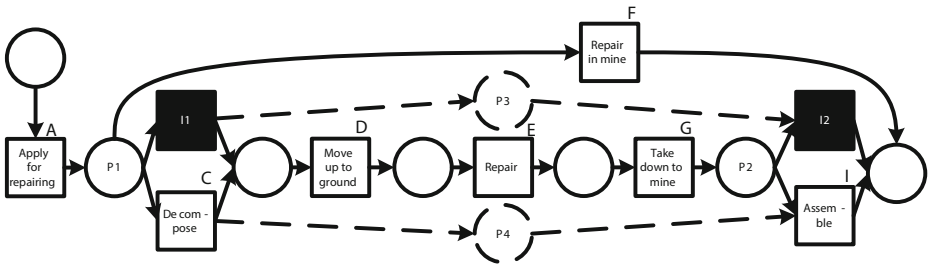 F
Repair
in mine
P3
I1
I2
A
D
E
G
Apply
for
repairing
P1
C
Move
up to
ground
Repair
Take
down to
mine
P2
I
De com -
pose
P4
Assem -
ble